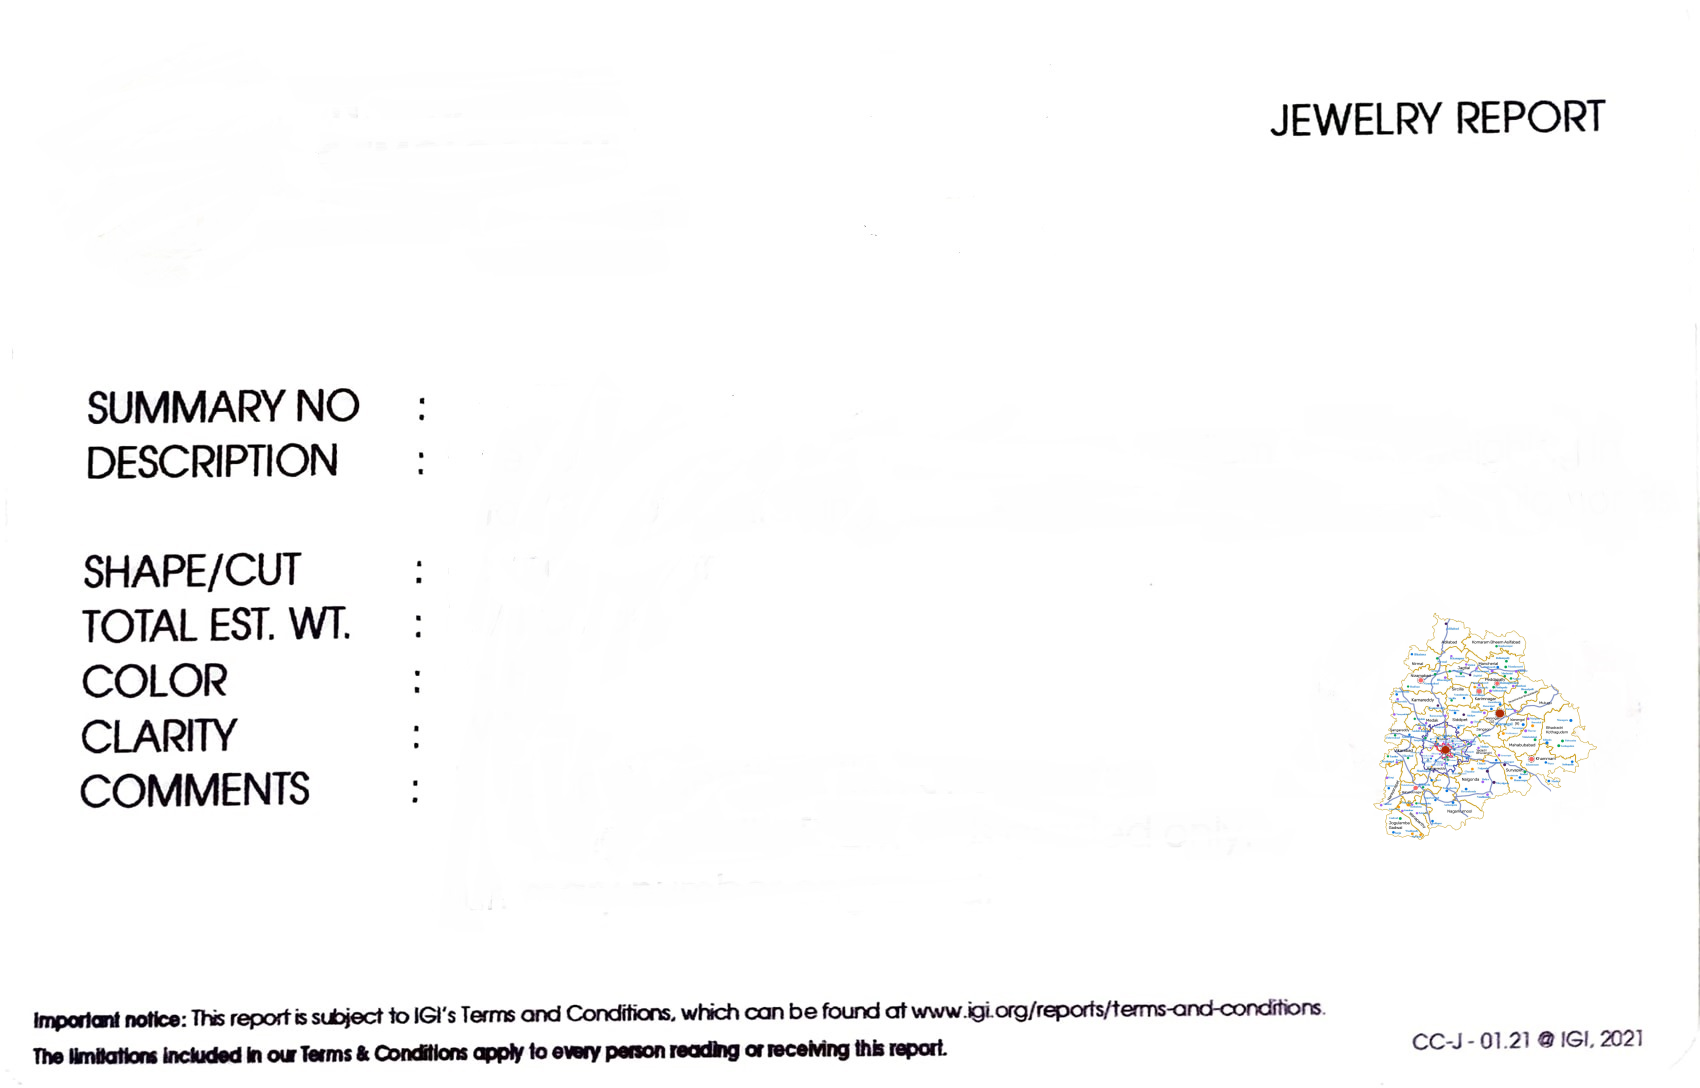 JEWELRY REPORT
SUMMARY NO :
DESCRIPTION :
SHAPE/CUT :
TOTAL EST. WT. :
COLOR :
CLARITY :
COMMENTS :
Important notice: This report is subject to IGI's Terms and Conditions, which can be found at www.igi.org/reports/terms-and-conditions.
The limitations included in our Terms & Conditions apply to every person reading or receiving this report.
CC-J - 01.21 @ IGI, 2021